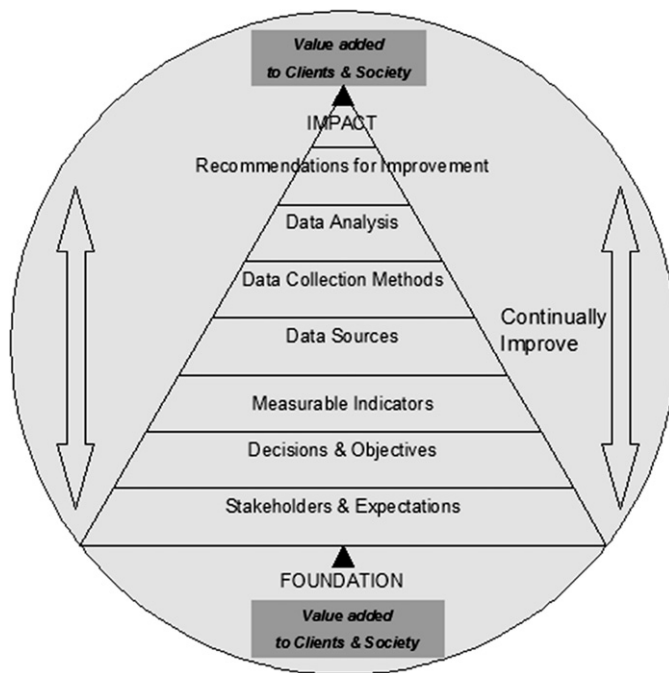 Value added
to Clients & Society
IMPACT
Recommendations for Improvement
Data Analysis
Data Collection Methods
Data Sources
Continually
Improve
Measurable Indicators
Decisions & Objectives
Stakeholders & Expectations
FOUNDATION
Value added
to Clients & Society